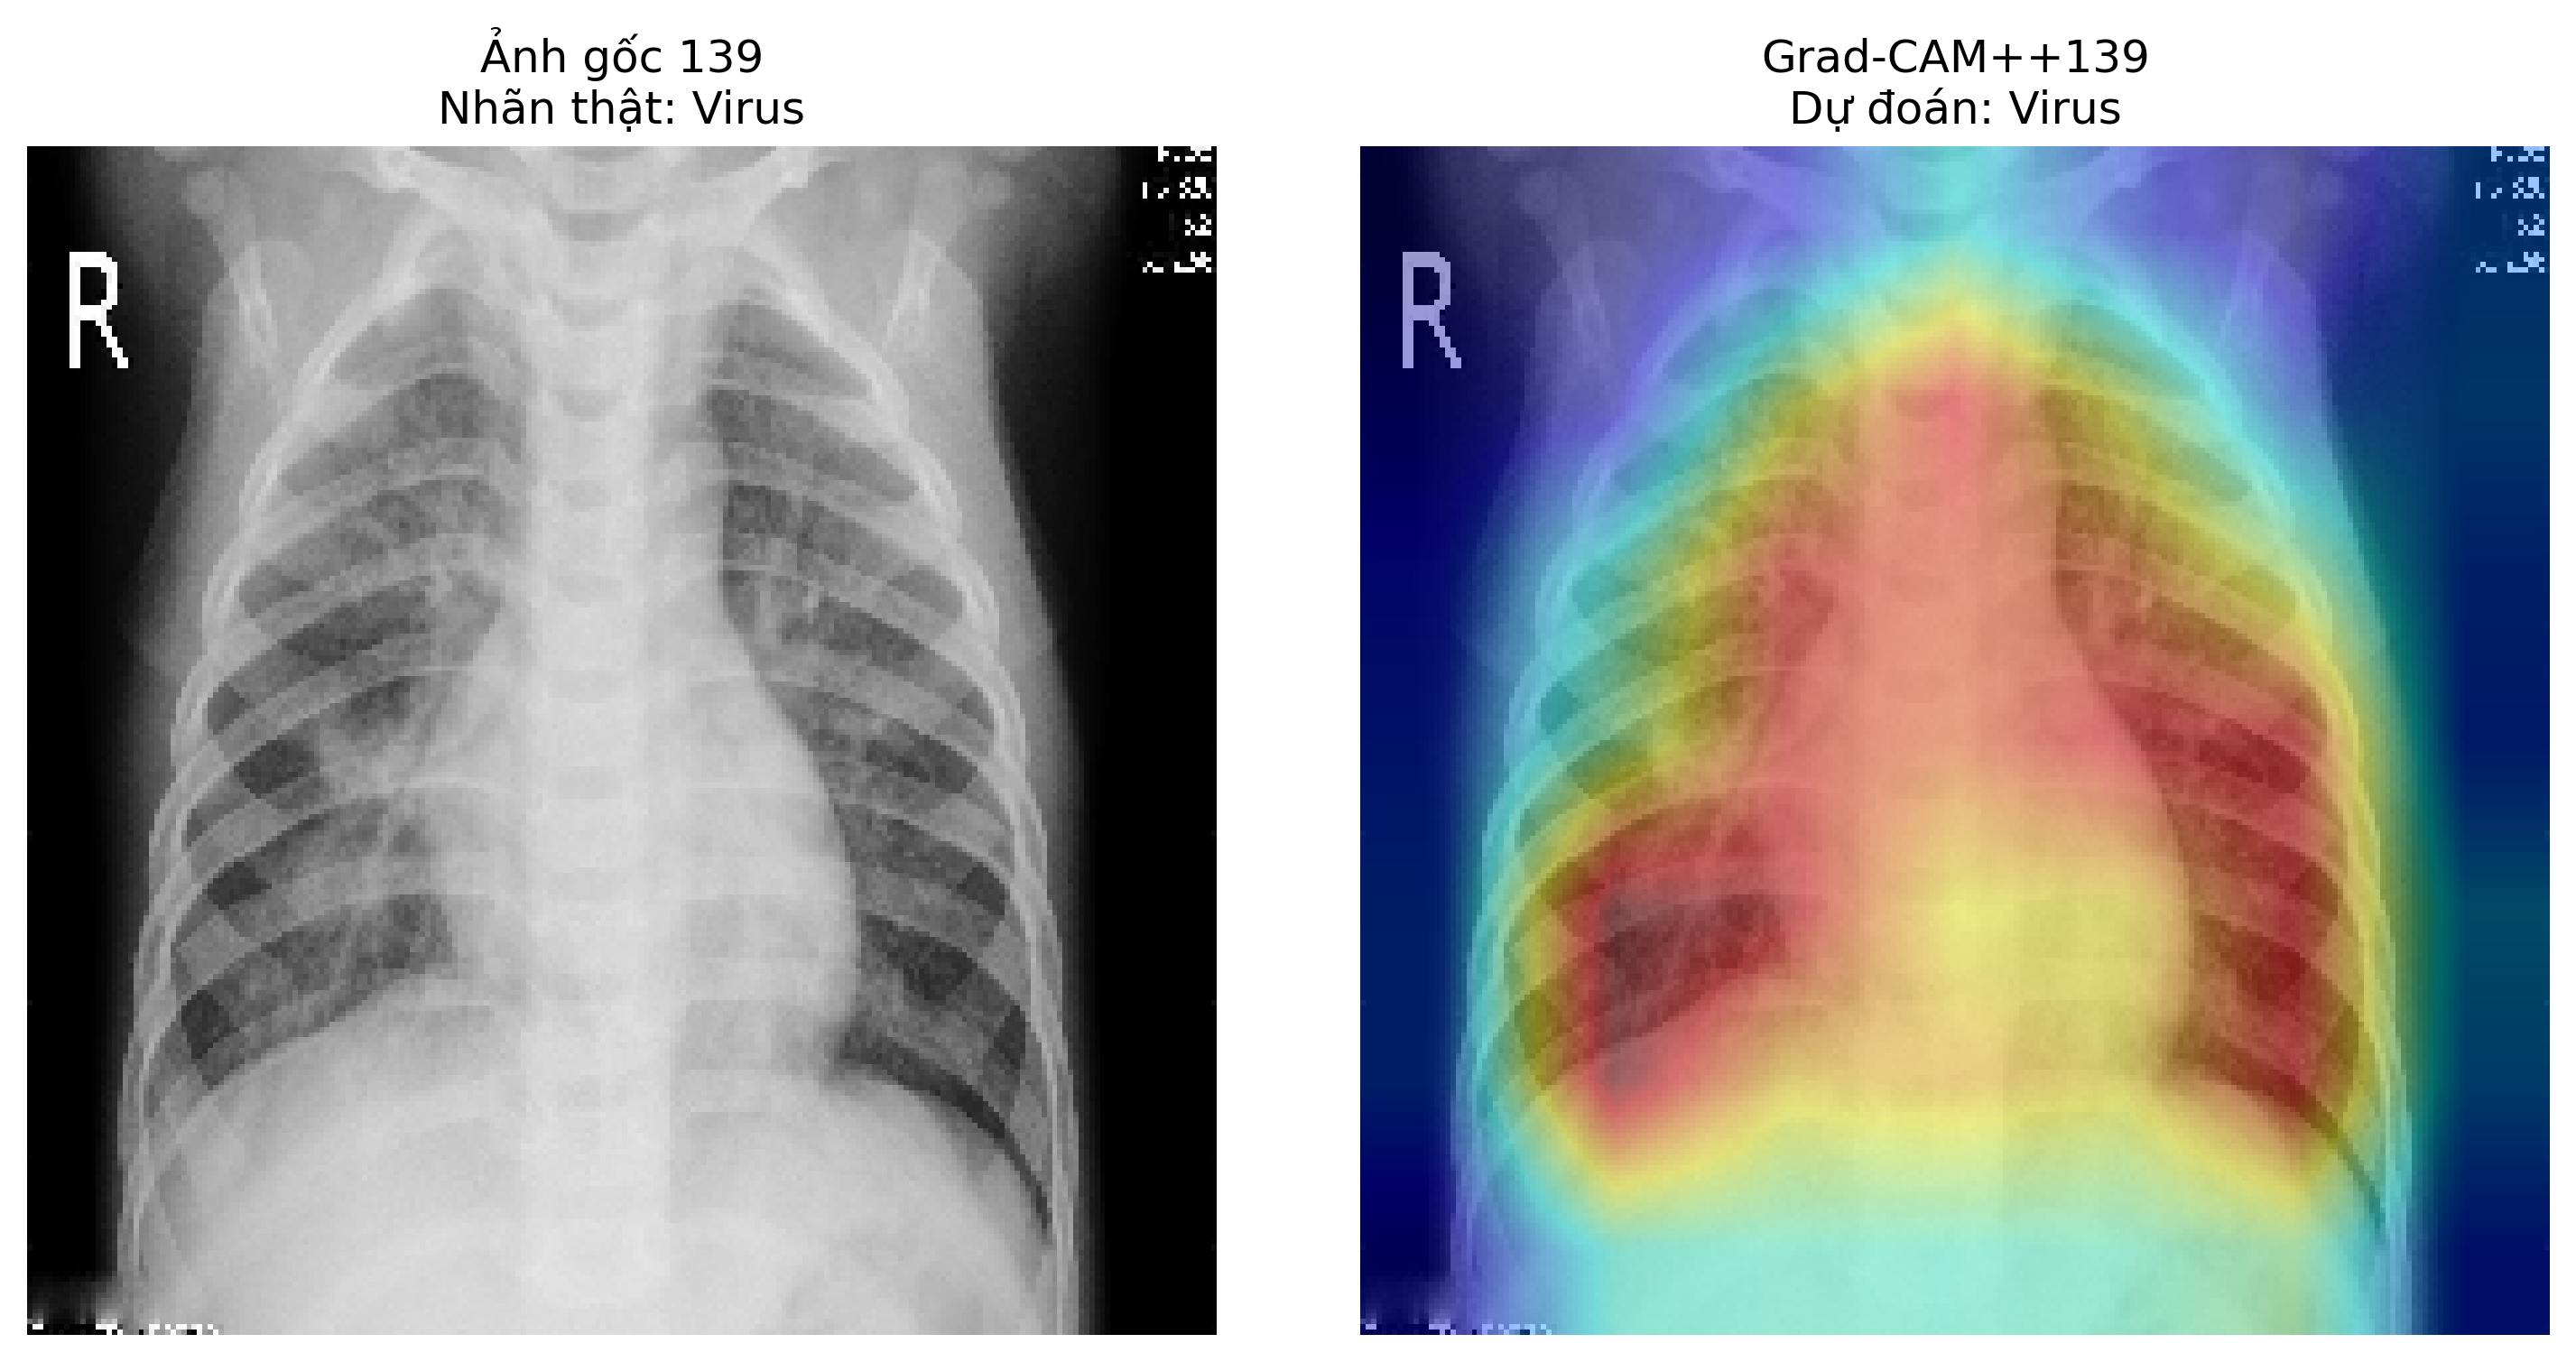 Ảnh gốc 139
Nhãn thật: Virus
Grad-CAM++139
Dự đoán: Virus
R
R